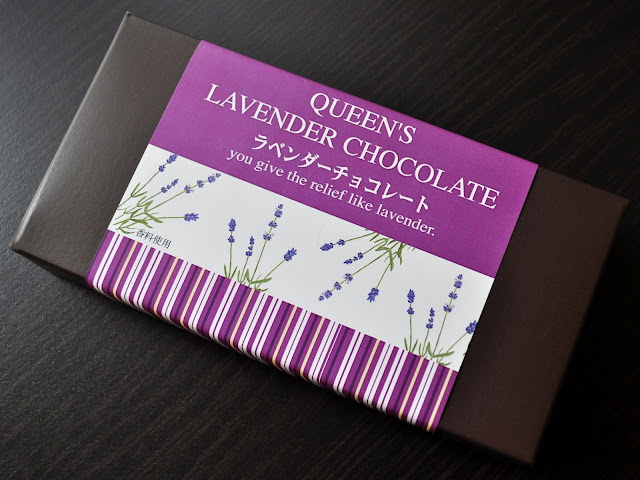 QUEEN'S
LAVENDER CHOCOLATE
ラベンダーチョコレート
you give the relief like lavender.
香料使用